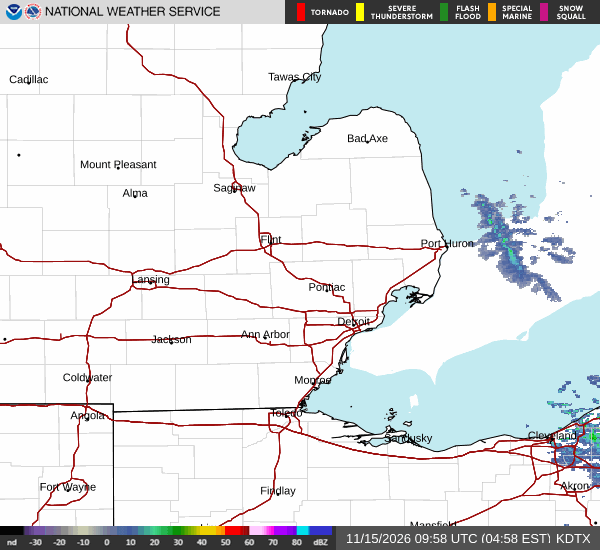 NATIONAL WEATHER SERVICE
TORNADO
SEVERE
THUNDERSTORM
FLASH
FLOOD
SPECIAL
MARINE
SNOW
SQUALL
Tawas City
Cadillac
Bad Axe
Mount Pleasant
Alma
Saginaw
Flint
Port Huron
Lansing
Pontiac
Detroit
Ann Arbor
Jackson
Coldwater
Monroe
Angola
Toledo
Sandusky
Cleveland
Fort Wayne
Findlay
Akron
Mansfield
nd -30 -20 -10 0 10 20 30 40 50 60 70 80 dBZ
11/15/2026 09:58 UTC (04:58 EST) KDTX